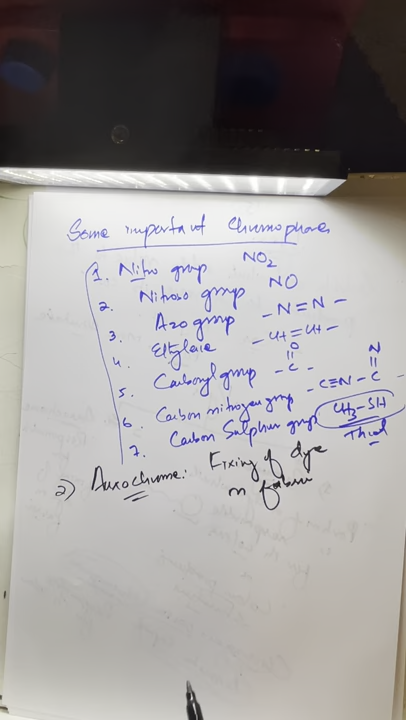 Some important Chromophores
1. Nitro group NO2
2. Nitroso group NO
3. Azo group -N=N-
4. Ethylene -CH=CH-
5. Carbonyl group -C- O
6. Carbon nitrogen group -C≡N -C- N
7. Carbon Sulphur group CH3-SH
Thiol
2) Auxochrome: Fixing of dye
on fabric